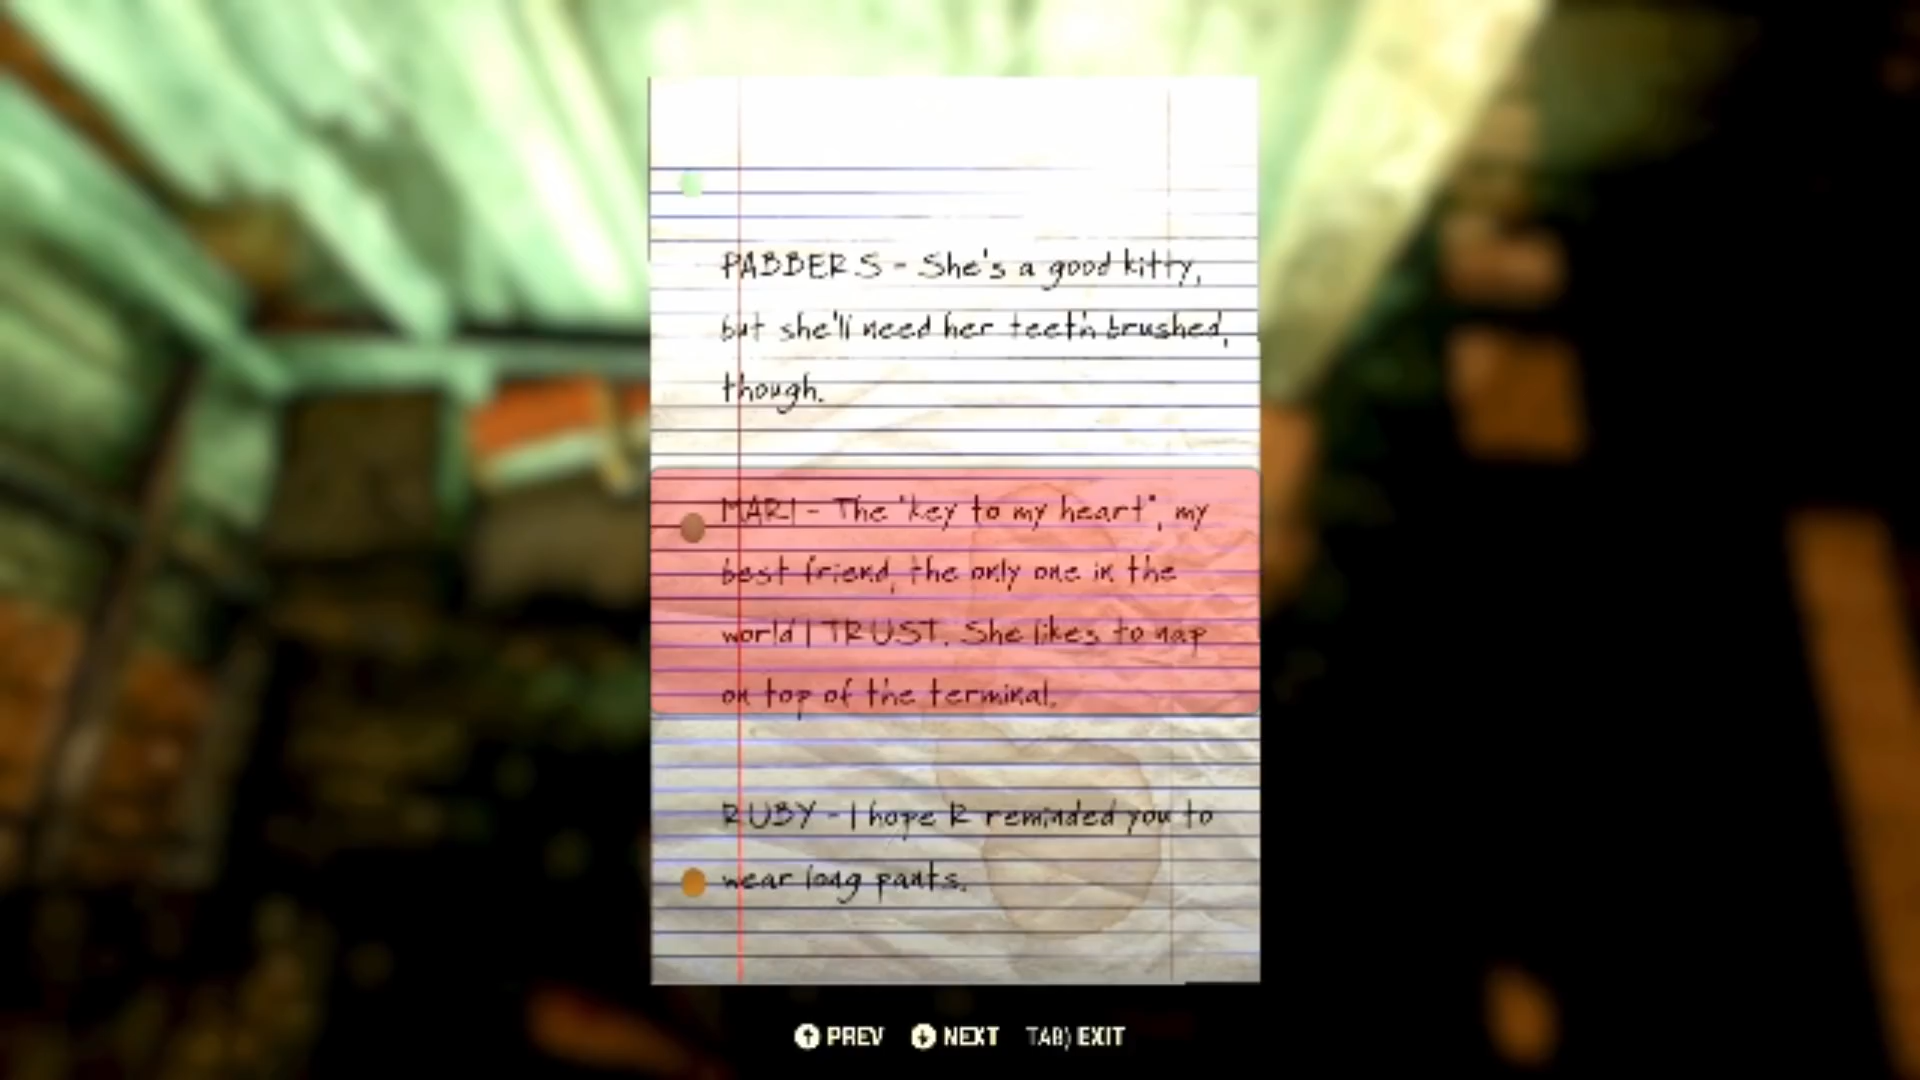 PABBERS - She's a good kitty,
but she'll need her teeth brushed,
though.
MARI - The "key to my heart", my
best friend, the only one in the
world I TRUST. She likes to nap
on top of the terminal.
RUBY - I hope R reminded you to
wear long pants.
PREV NEXT TAB) EXIT